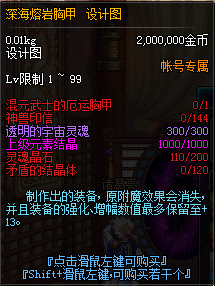 深海熔岩胸甲 设计图
0.01kg 2,000,000金币
设计图
帐号专属
Lv限制 1 ~ 99
混元武士的厄运胸甲 0/1
神兽印信 0/144
透明的宇宙灵魂 300/300
上级元素结晶 1000/1000
灵魂晶石 110/200
矛盾的结晶体 0/120
制作出的装备，原附魔效果会消失，
并且装备的强化、增幅数值最多保留至+
13。
『点击滑鼠左键可购买』
『Shift+滑鼠左键，可购买若干个』